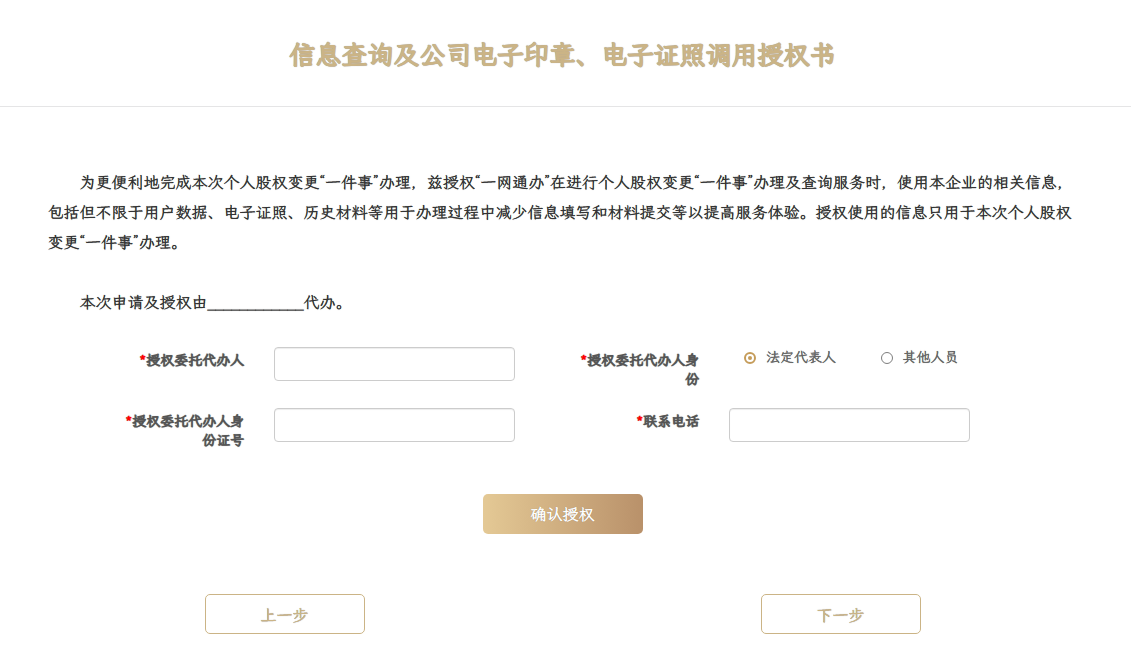 信息查询及公司电子印章、电子证照调用授权书
为更便利地完成本次个人股权变更“一件事”办理，兹授权“一网通办”在进行个人股权变更“一件事”办理及查询服务时，使用本企业的相关信息，
包括但不限于用户数据、电子证照、历史材料等用于办理过程中减少信息填写和材料提交等以提高服务体验。授权使用的信息只用于本次个人股权
变更“一件事”办理。
本次申请及授权由____________代办。
*授权委托代办人
*授权委托代办人身
份
法定代表人
其他人员
*授权委托代办人身
份证号
*联系电话
确认授权
上一步
下一步